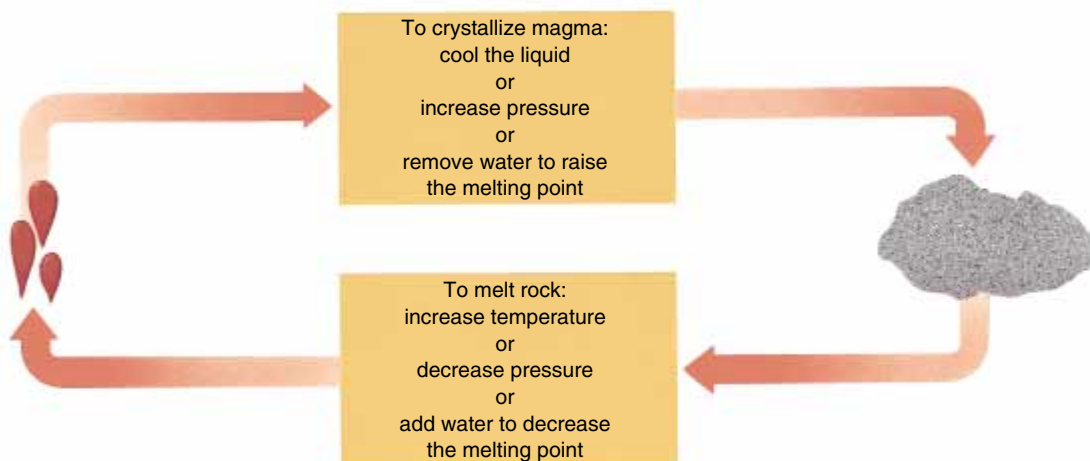 To crystallize magma:
cool the liquid
or
increase pressure
or
remove water to raise
the melting point
To melt rock:
increase temperature
or
decrease pressure
or
add water to decrease
the melting point